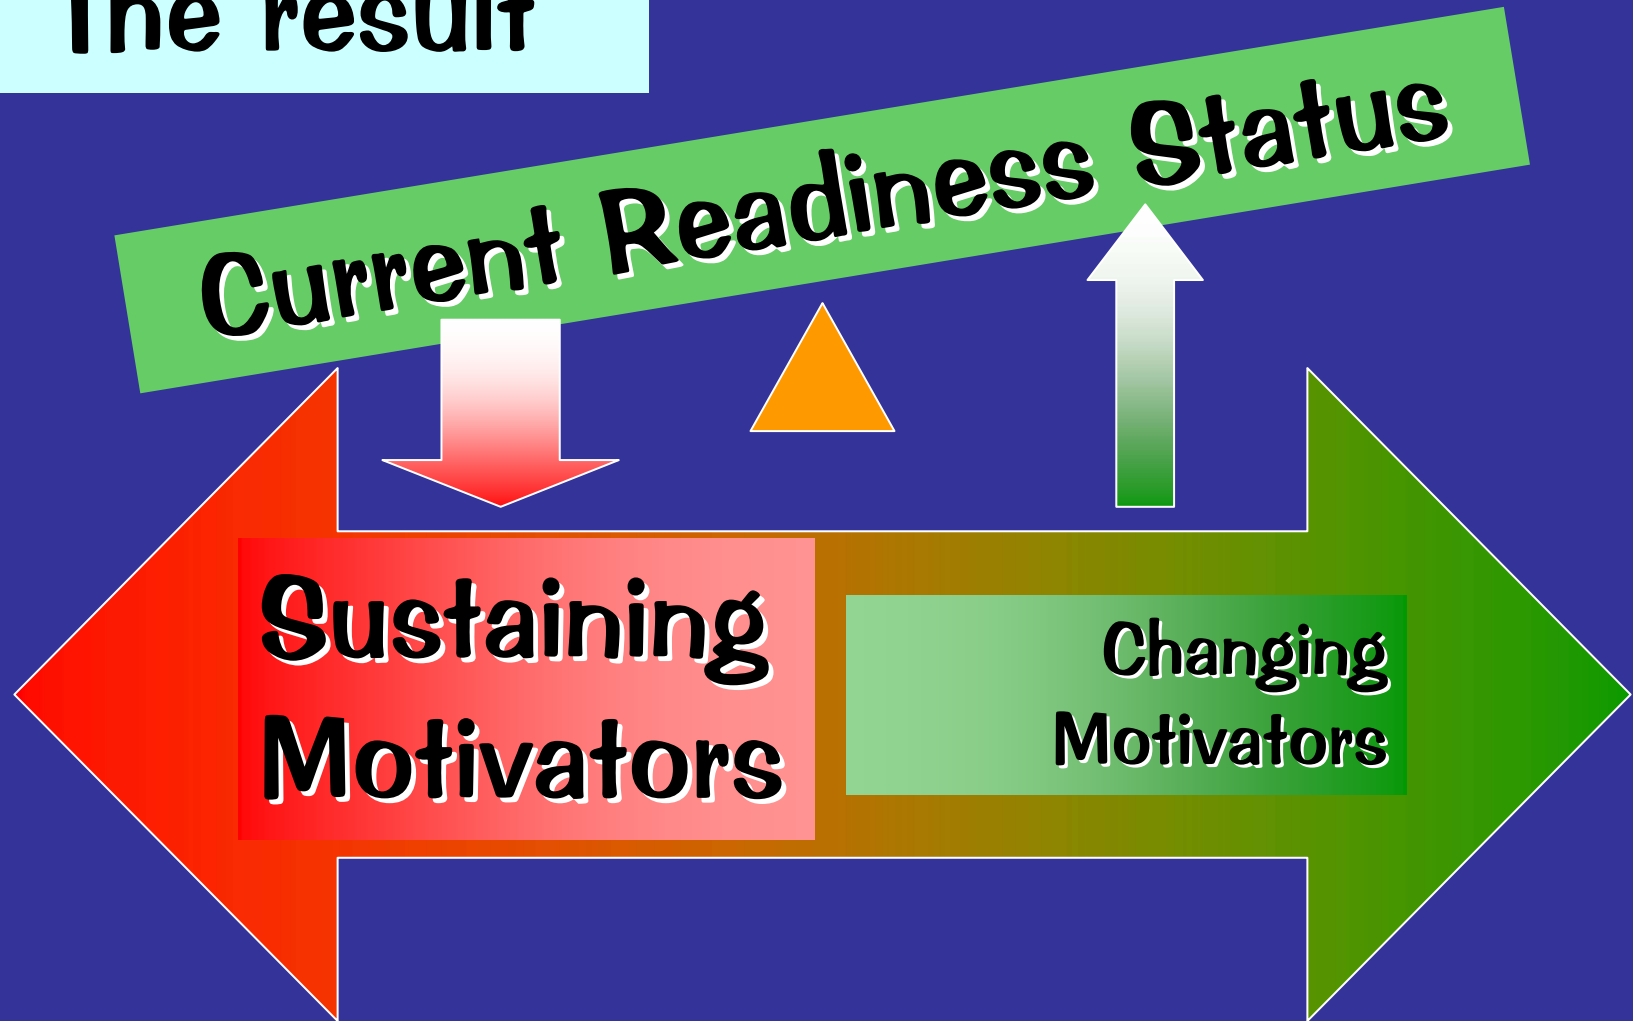 The result
Current Readiness Status
Sustaining
Motivators
Changing
Motivators